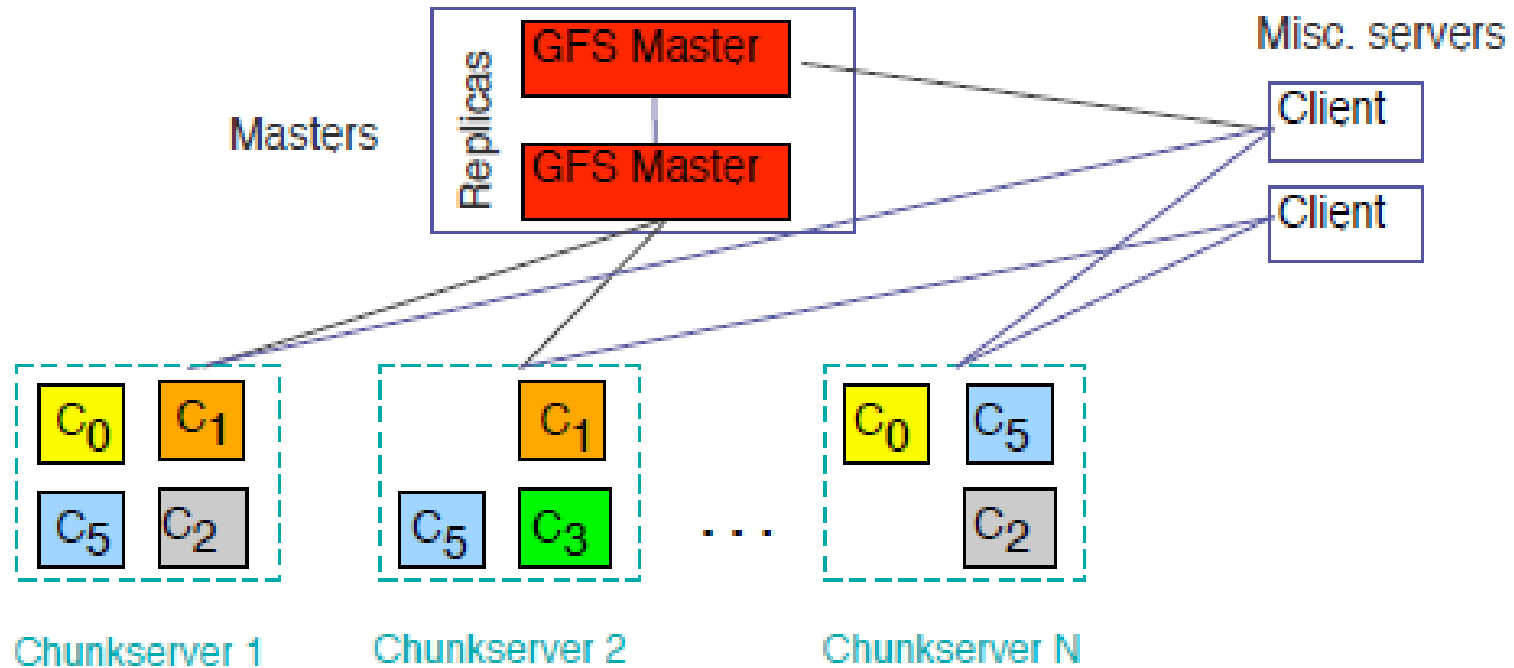 Misc. servers
Masters
Replicas
GFS Master
GFS Master
Client
Client
C0 C1
C5 C2
C1
C5 C3
...
C0 C5
C2
Chunkserver 1
Chunkserver 2
Chunkserver N